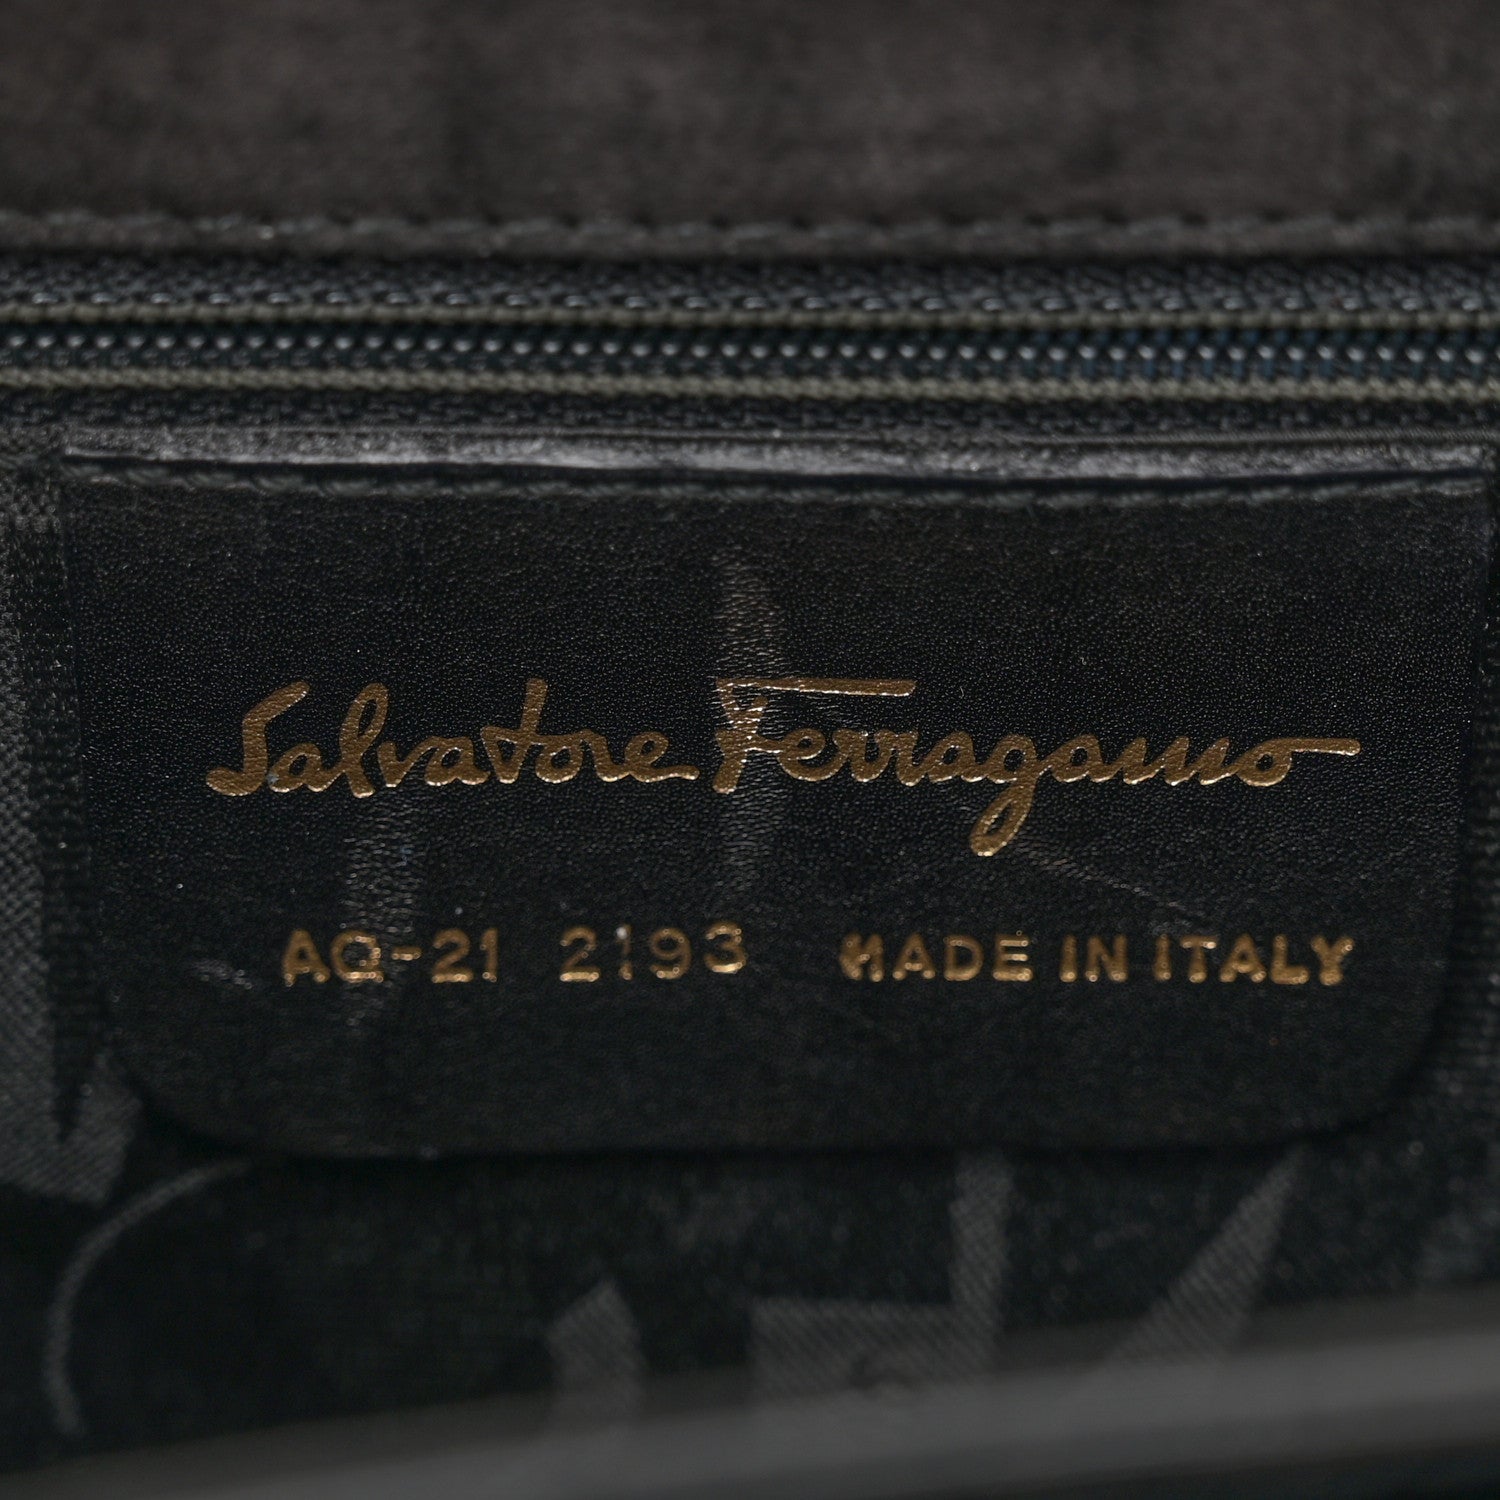 Salvatore Ferragamo
AQ-21 2193 MADE IN ITALY